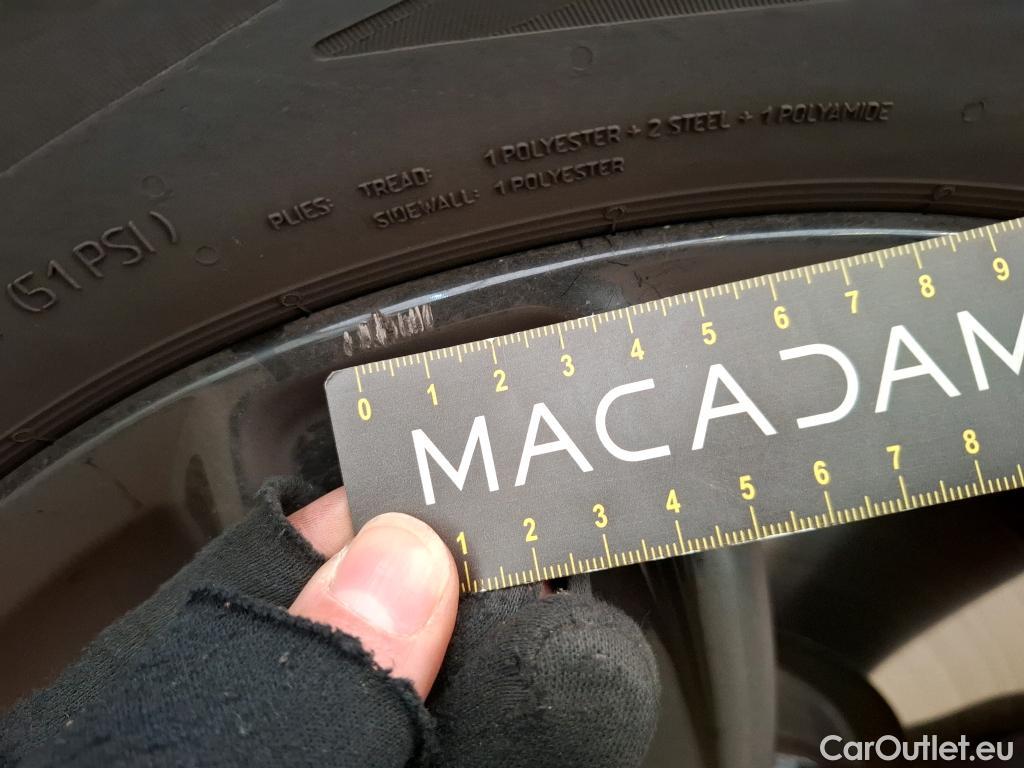 PLIES: TREAD: 1 POLYESTER + 2 STEEL + 1 POLYAMIDE
SIDEWALL: 1 POLYESTER
(51 PSI)
0 1 2 3 4 5 6 7 8 9
MACADAM
1 2 3 4 5 6 7 8
CarOutlet.eu